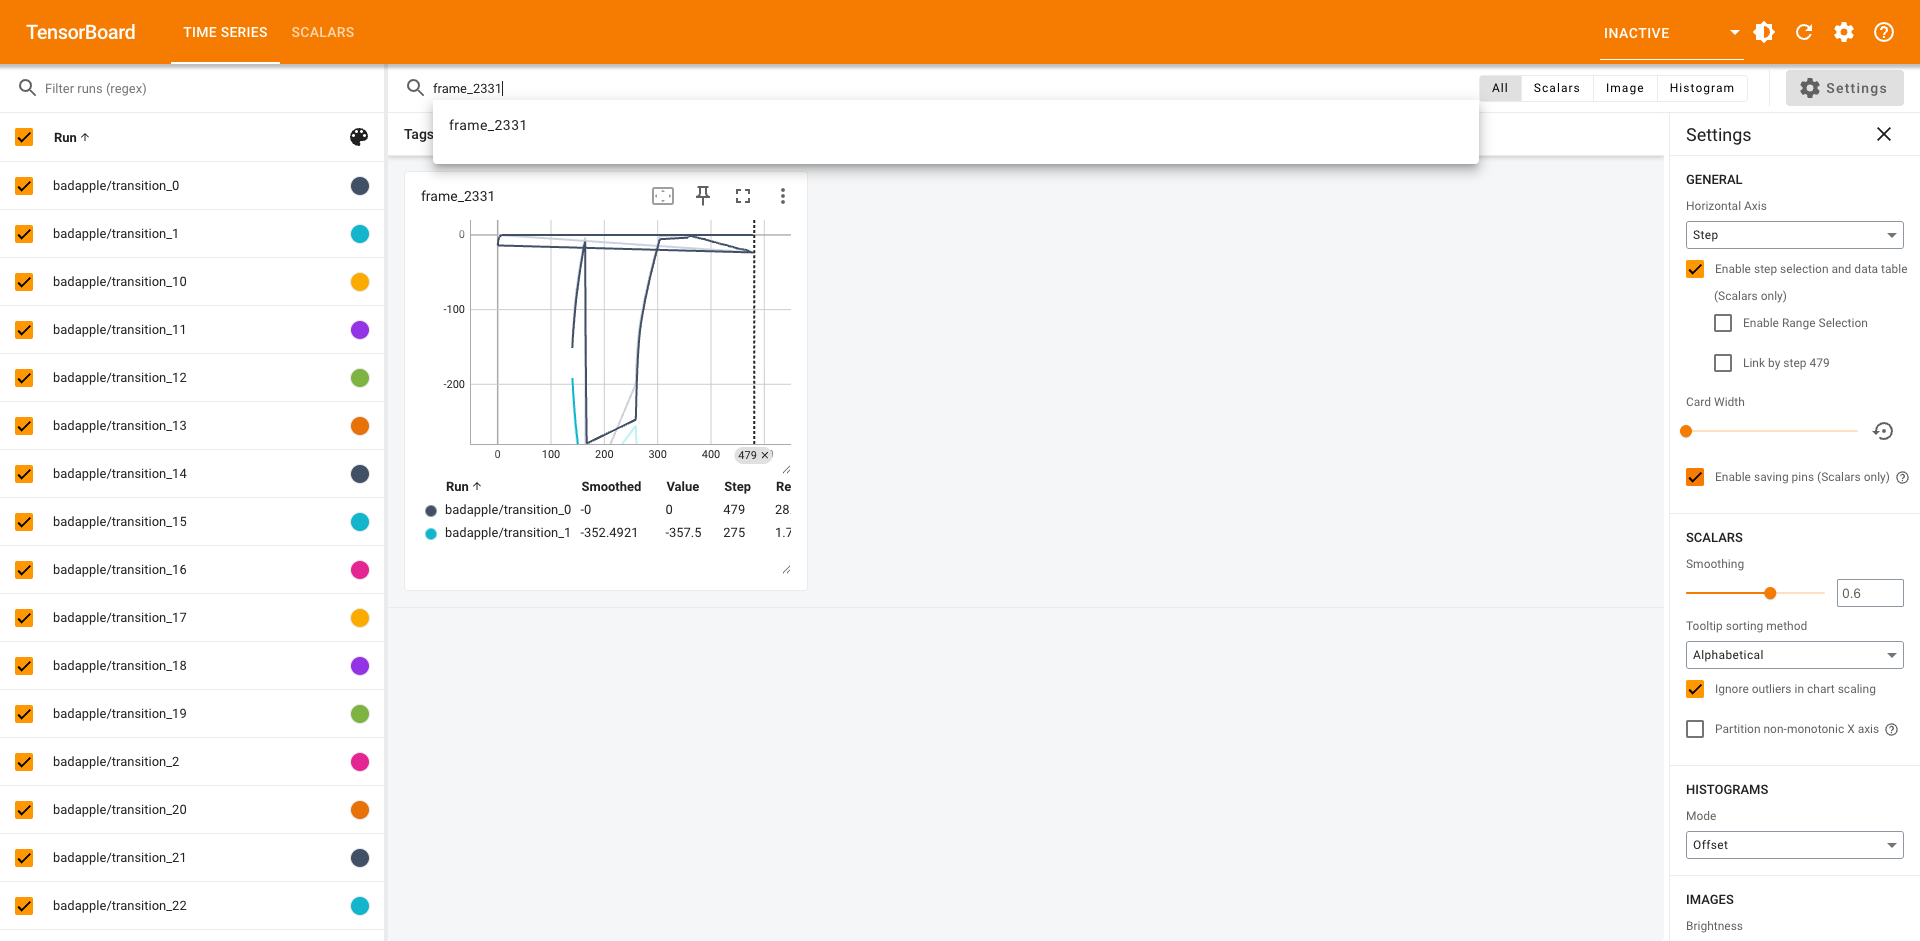 TensorBoard TIME SERIES SCALARS INACTIVE
Filter runs (regex)
frame_2331
All Scalars Image Histogram Settings
frame_2331
Run
Tags
Settings
badapple/transition_0
badapple/transition_1
badapple/transition_10
badapple/transition_11
badapple/transition_12
badapple/transition_13
badapple/transition_14
badapple/transition_15
badapple/transition_16
badapple/transition_17
badapple/transition_18
badapple/transition_19
badapple/transition_2
badapple/transition_20
badapple/transition_21
badapple/transition_22
frame_2331
0
-100
-200
0 100 200 300 400 479
Run Smoothed Value Step Re
badapple/transition_0 -0 0 479 28.
badapple/transition_1 -352.4921 -357.5 275 1.7
GENERAL
Horizontal Axis
Step
Enable step selection and data table
(Scalars only)
Enable Range Selection
Link by step 479
Card Width
Enable saving pins (Scalars only)
SCALARS
Smoothing
0.6
Tooltip sorting method
Alphabetical
Ignore outliers in chart scaling
Partition non-monotonic X axis
HISTOGRAMS
Mode
Offset
IMAGES
Brightness